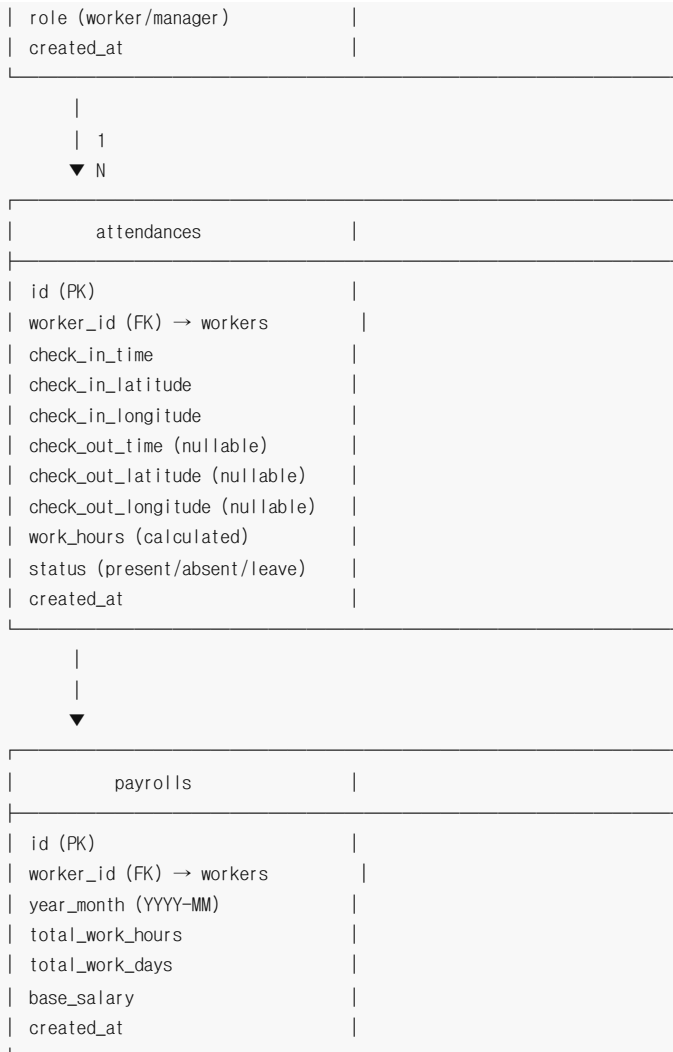 | role (worker/manager) |
| created_at |
|
| 1
▼ N
| attendances |
| id (PK) |
| worker_id (FK) → workers |
| check_in_time |
| check_in_latitude |
| check_in_longitude |
| check_out_time (nullable) |
| check_out_latitude (nullable) |
| check_out_longitude (nullable) |
| work_hours (calculated) |
| status (present/absent/leave) |
| created_at |
|
|
▼
| payrolls |
| id (PK) |
| worker_id (FK) → workers |
| year_month (YYYY-MM) |
| total_work_hours |
| total_work_days |
| base_salary |
| created_at |